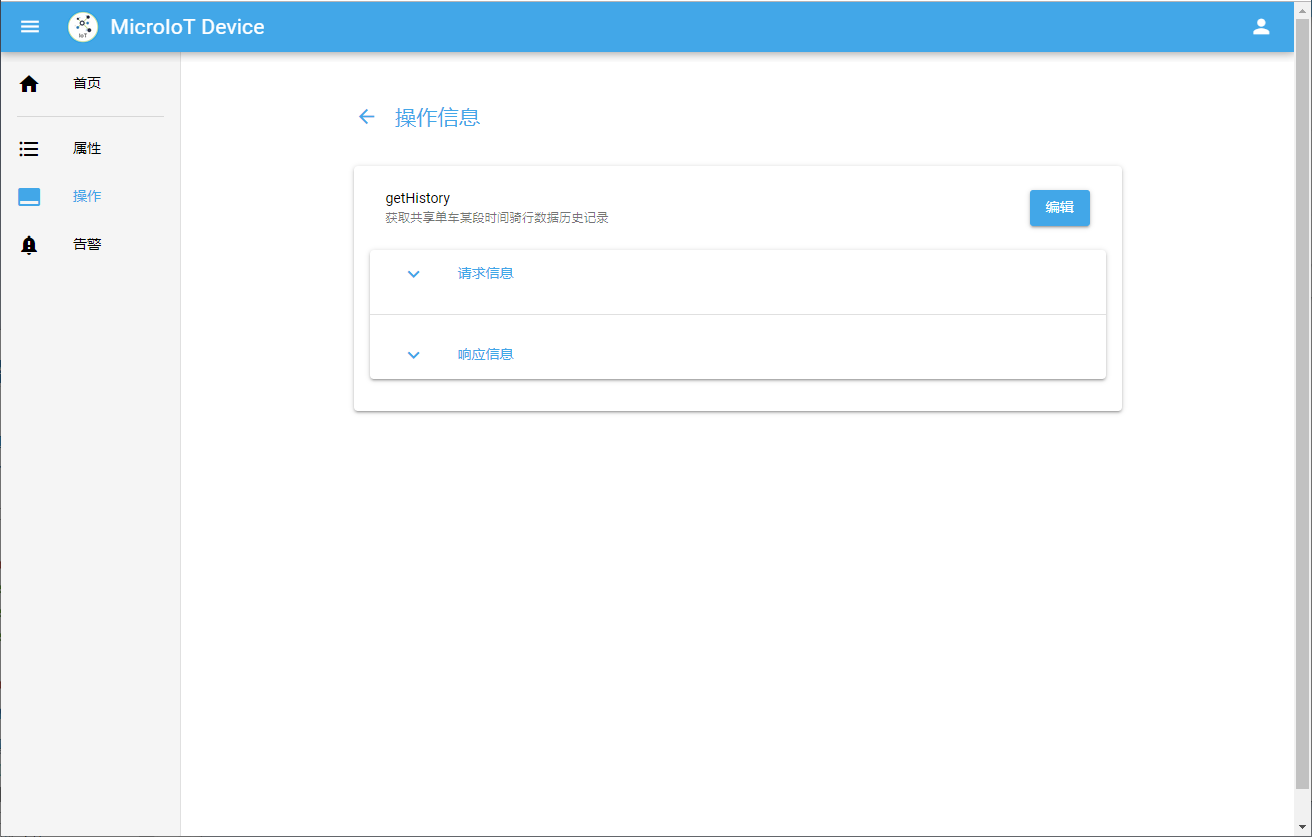 MicroIoT Device
首页
属性
操作
告警
操作信息
getHistory
获取共享单车某段时间骑行数据历史记录
编辑
请求信息
响应信息